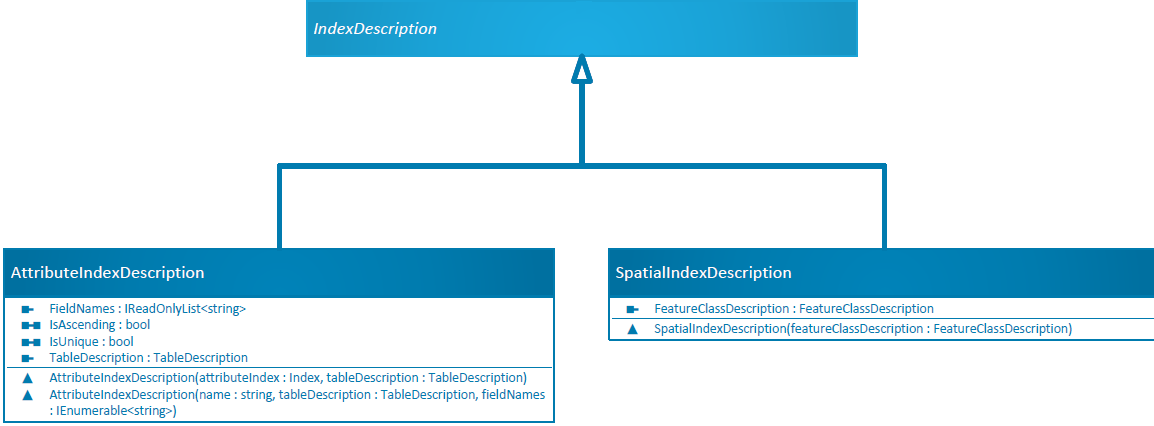 IndexDescription
AttributeIndexDescription
FieldNames : IReadOnlyList<string>
IsAscending : bool
IsUnique : bool
TableDescription : TableDescription
AttributeIndexDescription(attributeIndex : Index, tableDescription : TableDescription)
AttributeIndexDescription(name : string, tableDescription : TableDescription, fieldNames
: IEnumerable<string>)
SpatialIndexDescription
FeatureClassDescription : FeatureClassDescription
SpatialIndexDescription(featureClassDescription : FeatureClassDescription)